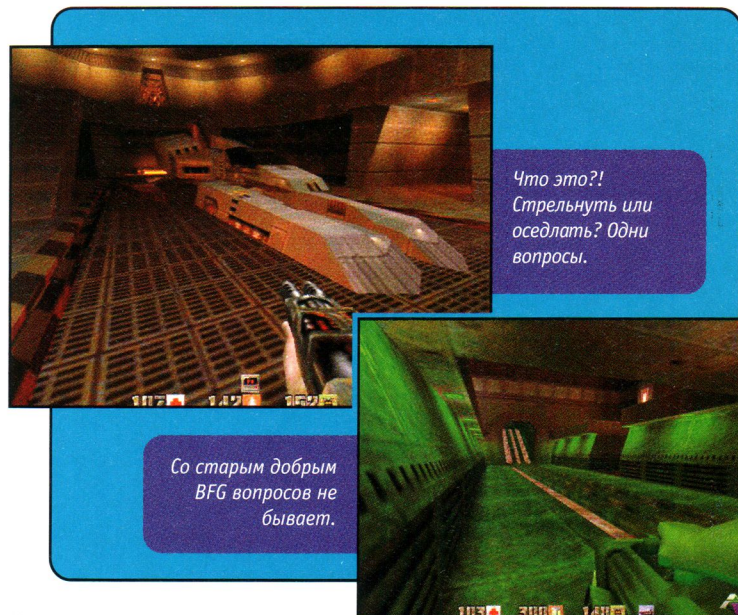 Что это?!
Стрельнуть или
оседлать? Одни
вопросы.
Со старым добрым
BFG вопросов не
бывает.